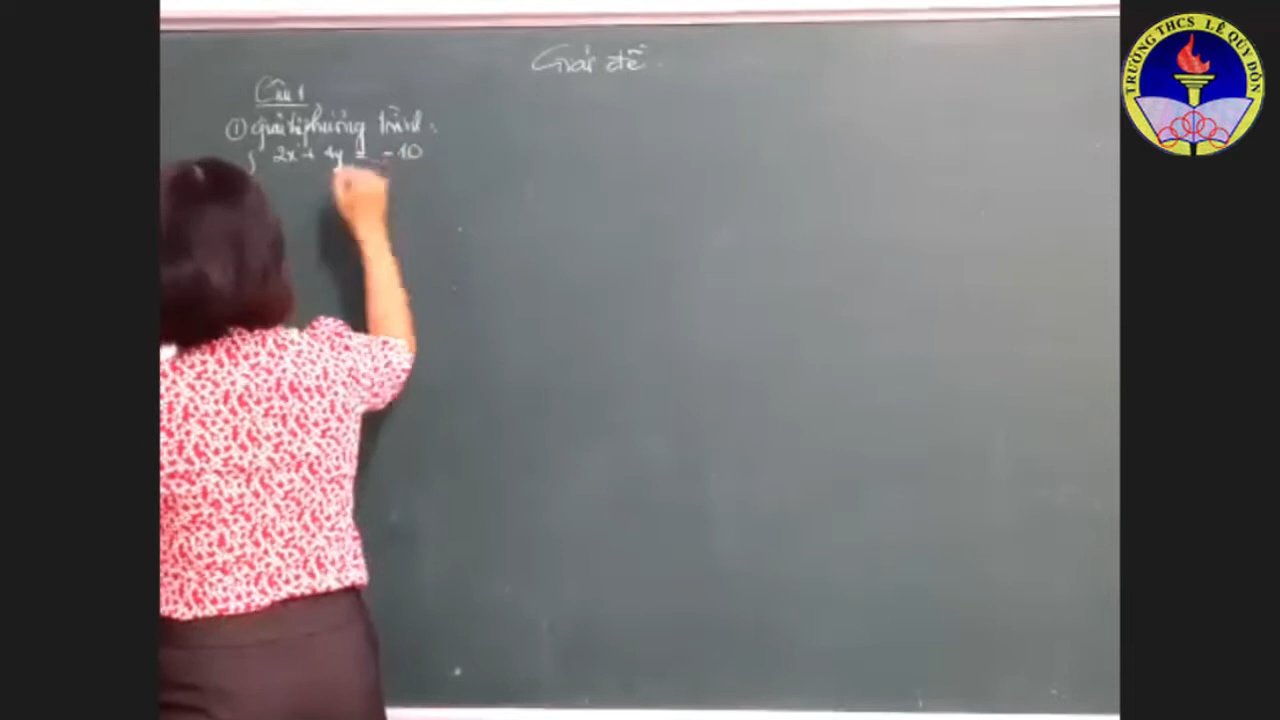 Giải đề.
Câu 1
① Giải hệ phương trình:
2x + 4y = -10
TRƯỜNG THCS LÊ QUÝ ĐÔN